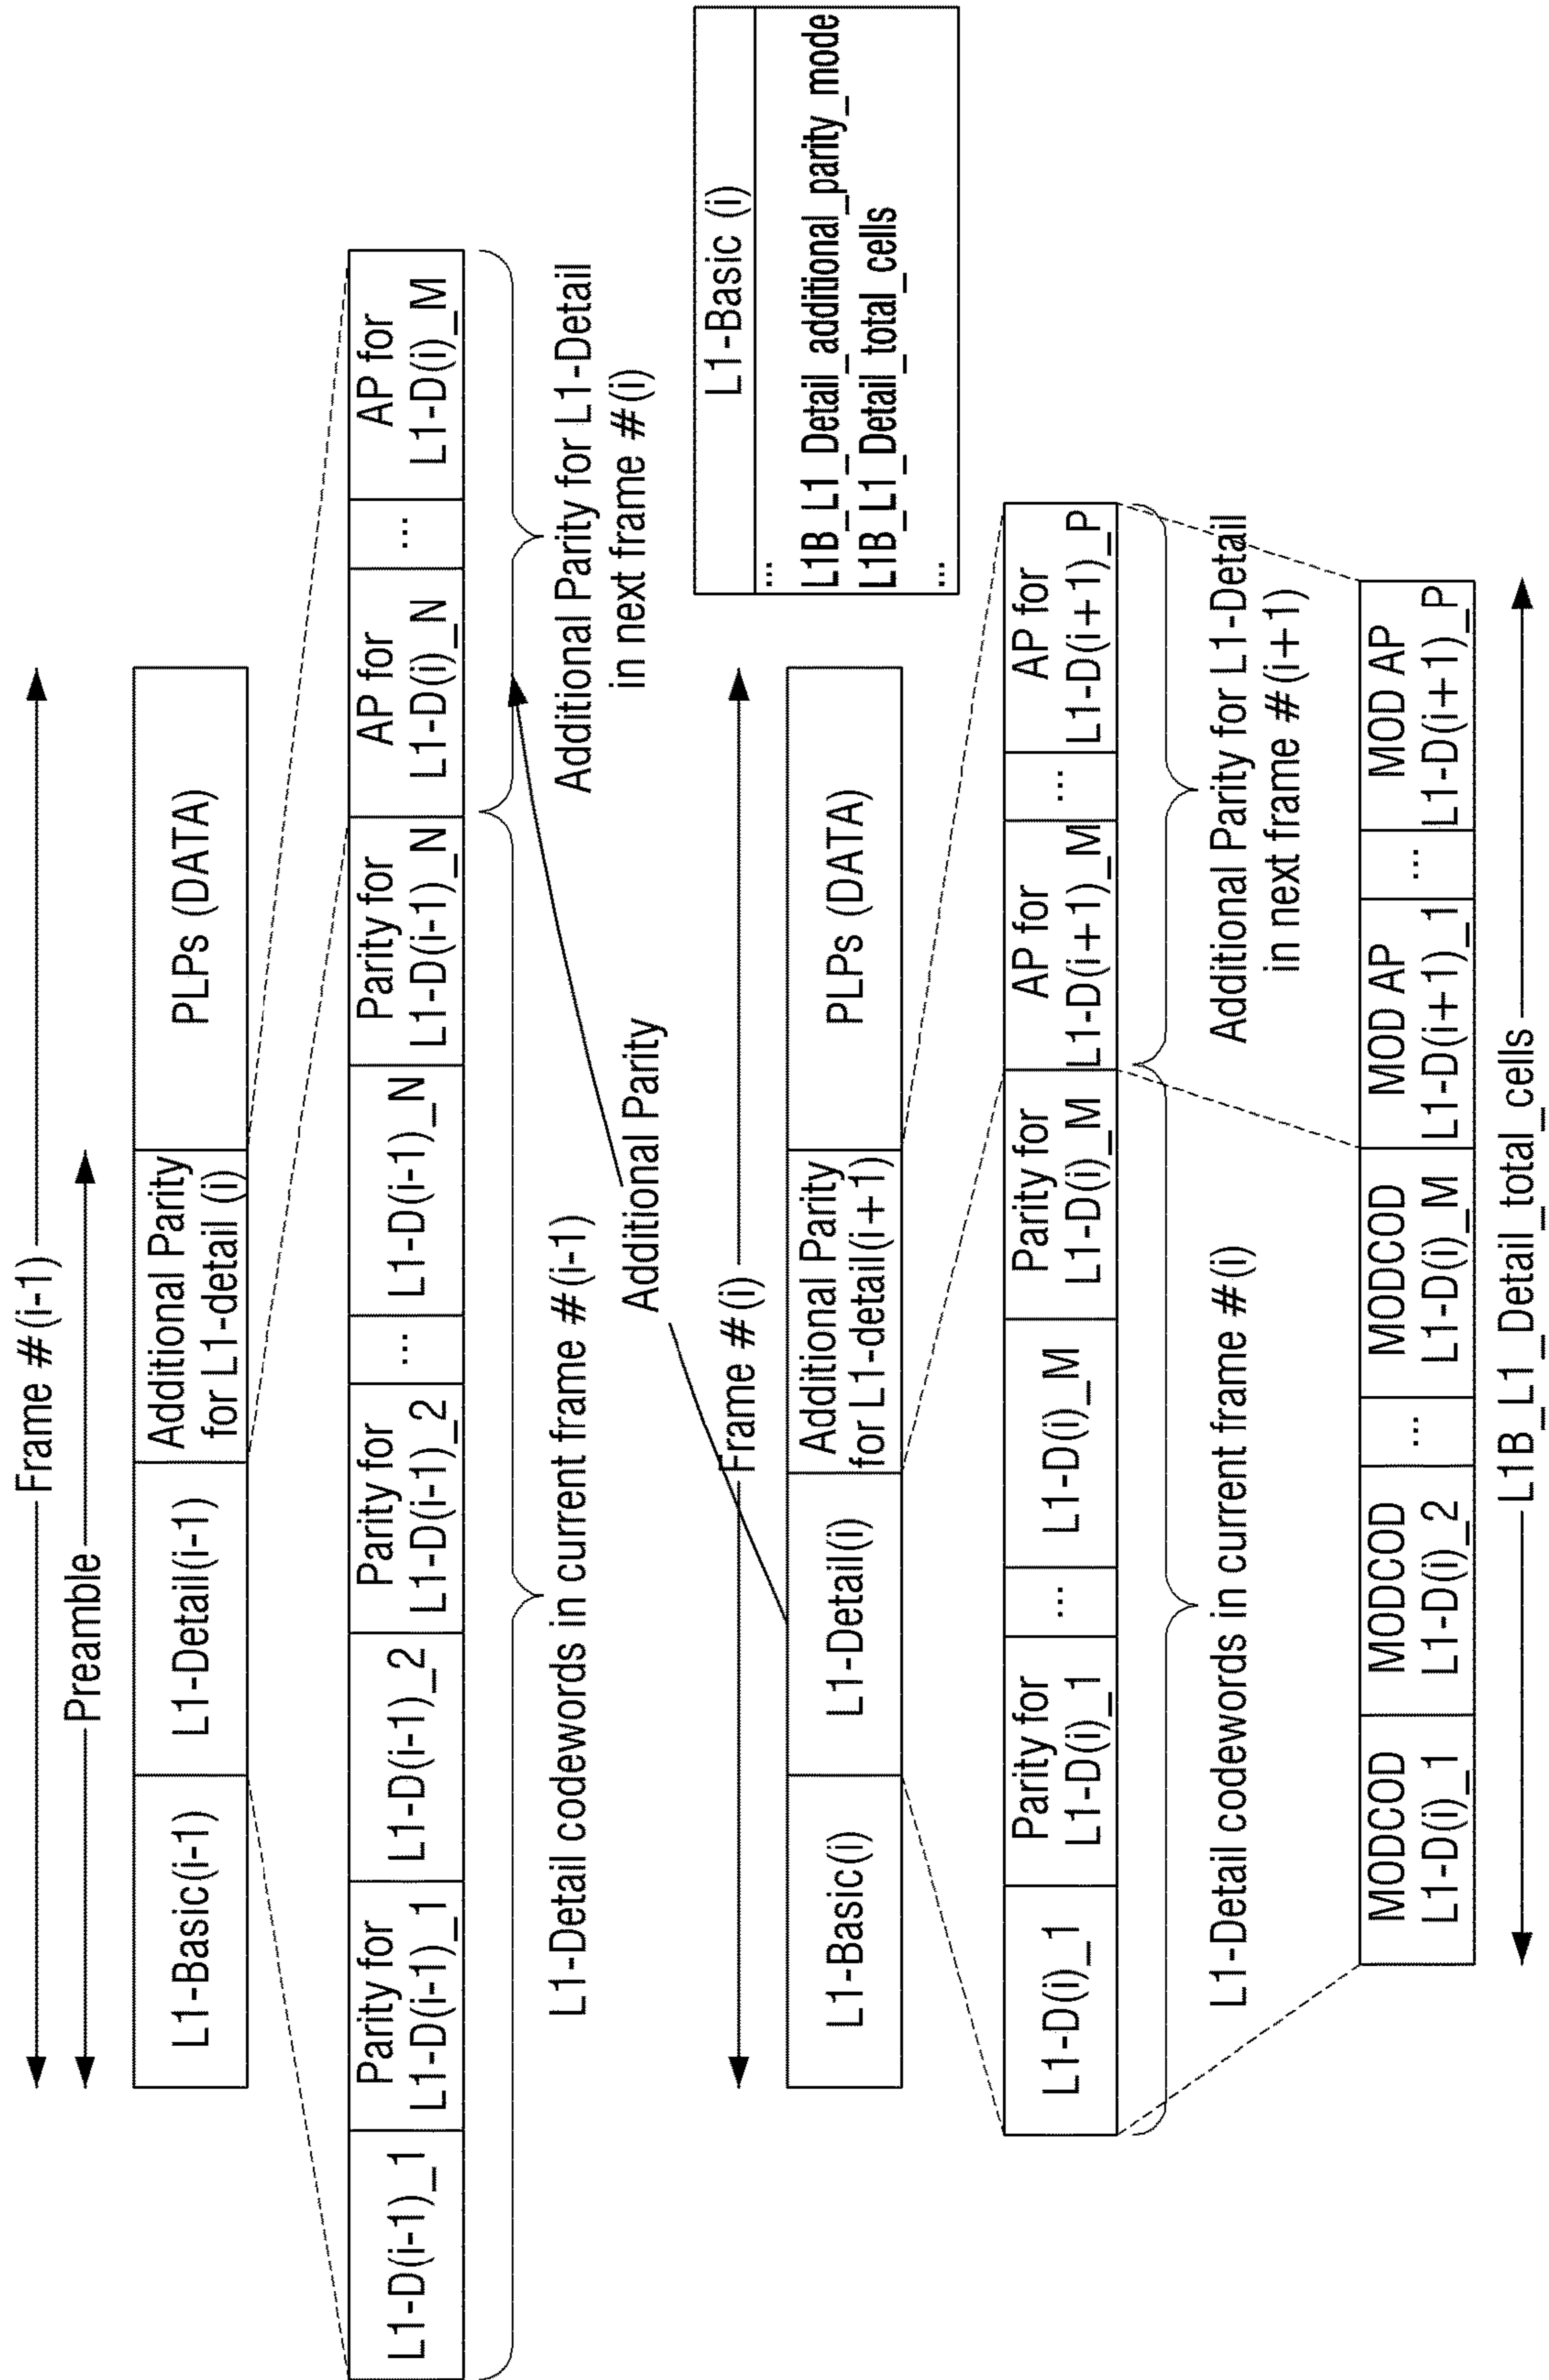 Frame #(i-1)
Preamble
L1-Basic(i-1)
L1-Detail(i-1)
Additional Parity
for L1-detail (i)
PLPs (DATA)
L1-D(i-1)_1
Parity for
L1-D(i-1)_1
L1-D(i-1)_2
Parity for
L1-D(i-1)_2
...
L1-D(i-1)_N
Parity for
L1-D(i-1)_N
AP for
L1-D(i)_N
...
AP for
L1-D(i)_M
L1-Detail codewords in current frame #(i-1)
Additional Parity for L1-Detail
in next frame #(i)
Additional Parity
L1-Basic (i)
...
L1B_L1_Detail_additional_parity_mode
L1B_L1_Detail_total_cells
...
Frame #(i)
L1-Basic(i)
L1-Detail(i)
Additional Parity
for L1-detail(i+1)
PLPs (DATA)
L1-D(i)_1
Parity for
L1-D(i)_1
...
L1-D(i)_M
Parity for
L1-D(i)_M
AP for
L1-D(i+1)_M
...
AP for
L1-D(i+1)_P
L1-Detail codewords in current frame #(i)
Additional Parity for L1-Detail
in next frame #(i+1)
MODCOD
L1-D(i)_1
MODCOD
L1-D(i)_2
...
MODCOD
L1-D(i)_M
MOD AP
L1-D(i+1)_1
...
MOD AP
L1-D(i+1)_P
L1B_L1_Detail_total_cells